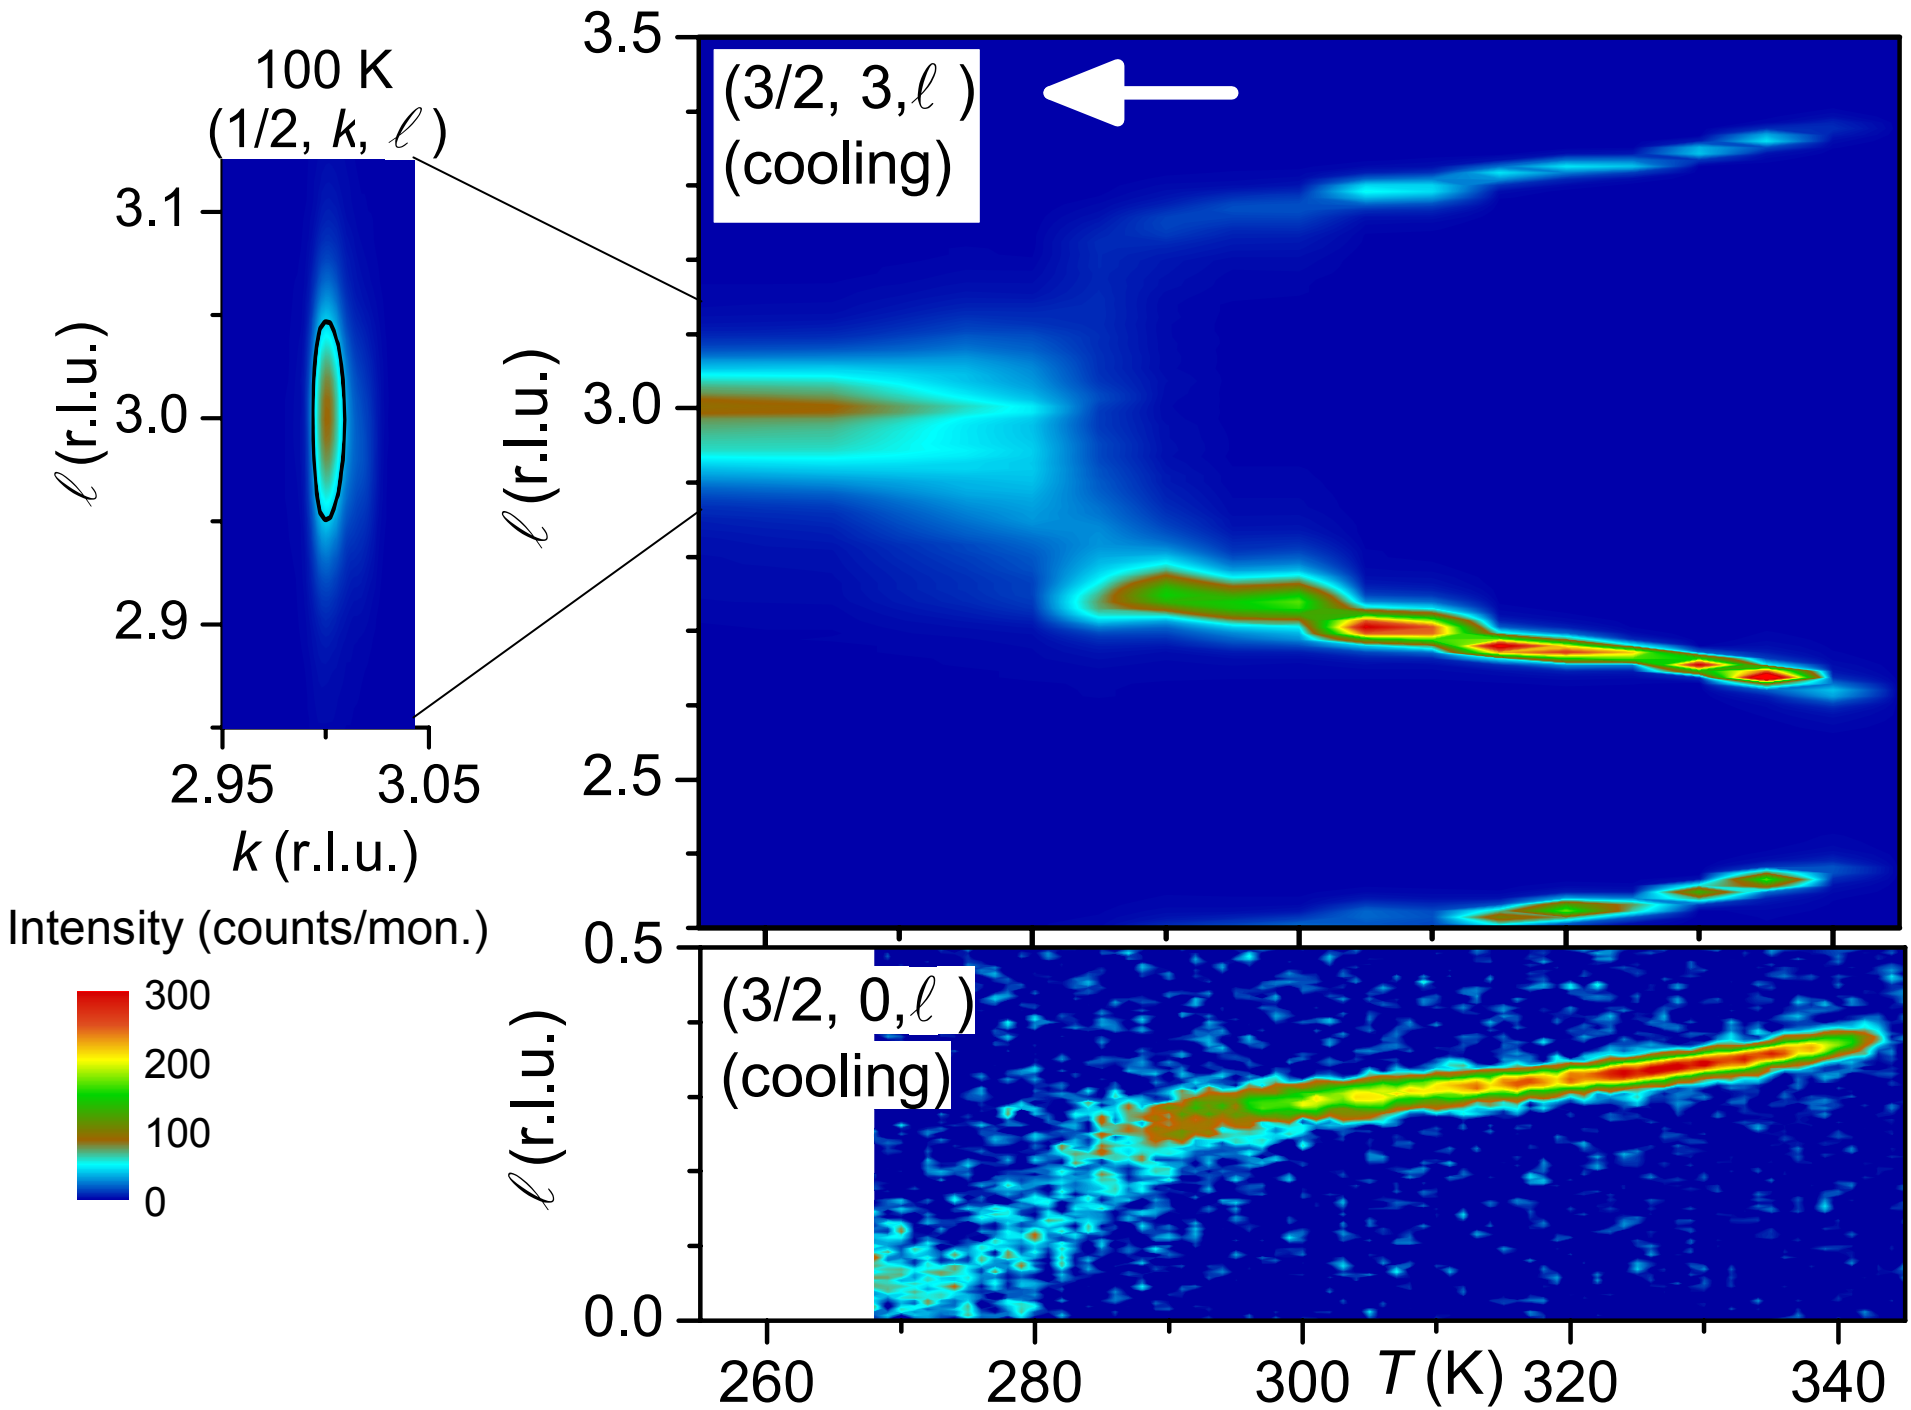 100 K
(1/2, k, ℓ )
3.1
3.0
2.9
ℓ (r.l.u.)
2.95
3.05
k (r.l.u.)
Intensity (counts/mon.)
300
200
100
0
3.5
3.0
2.5
ℓ (r.l.u.)
(3/2, 3,ℓ )
(cooling)
0.5
0.0
ℓ (r.l.u.)
(3/2, 0,ℓ )
(cooling)
260
280
300
T (K)
320
340